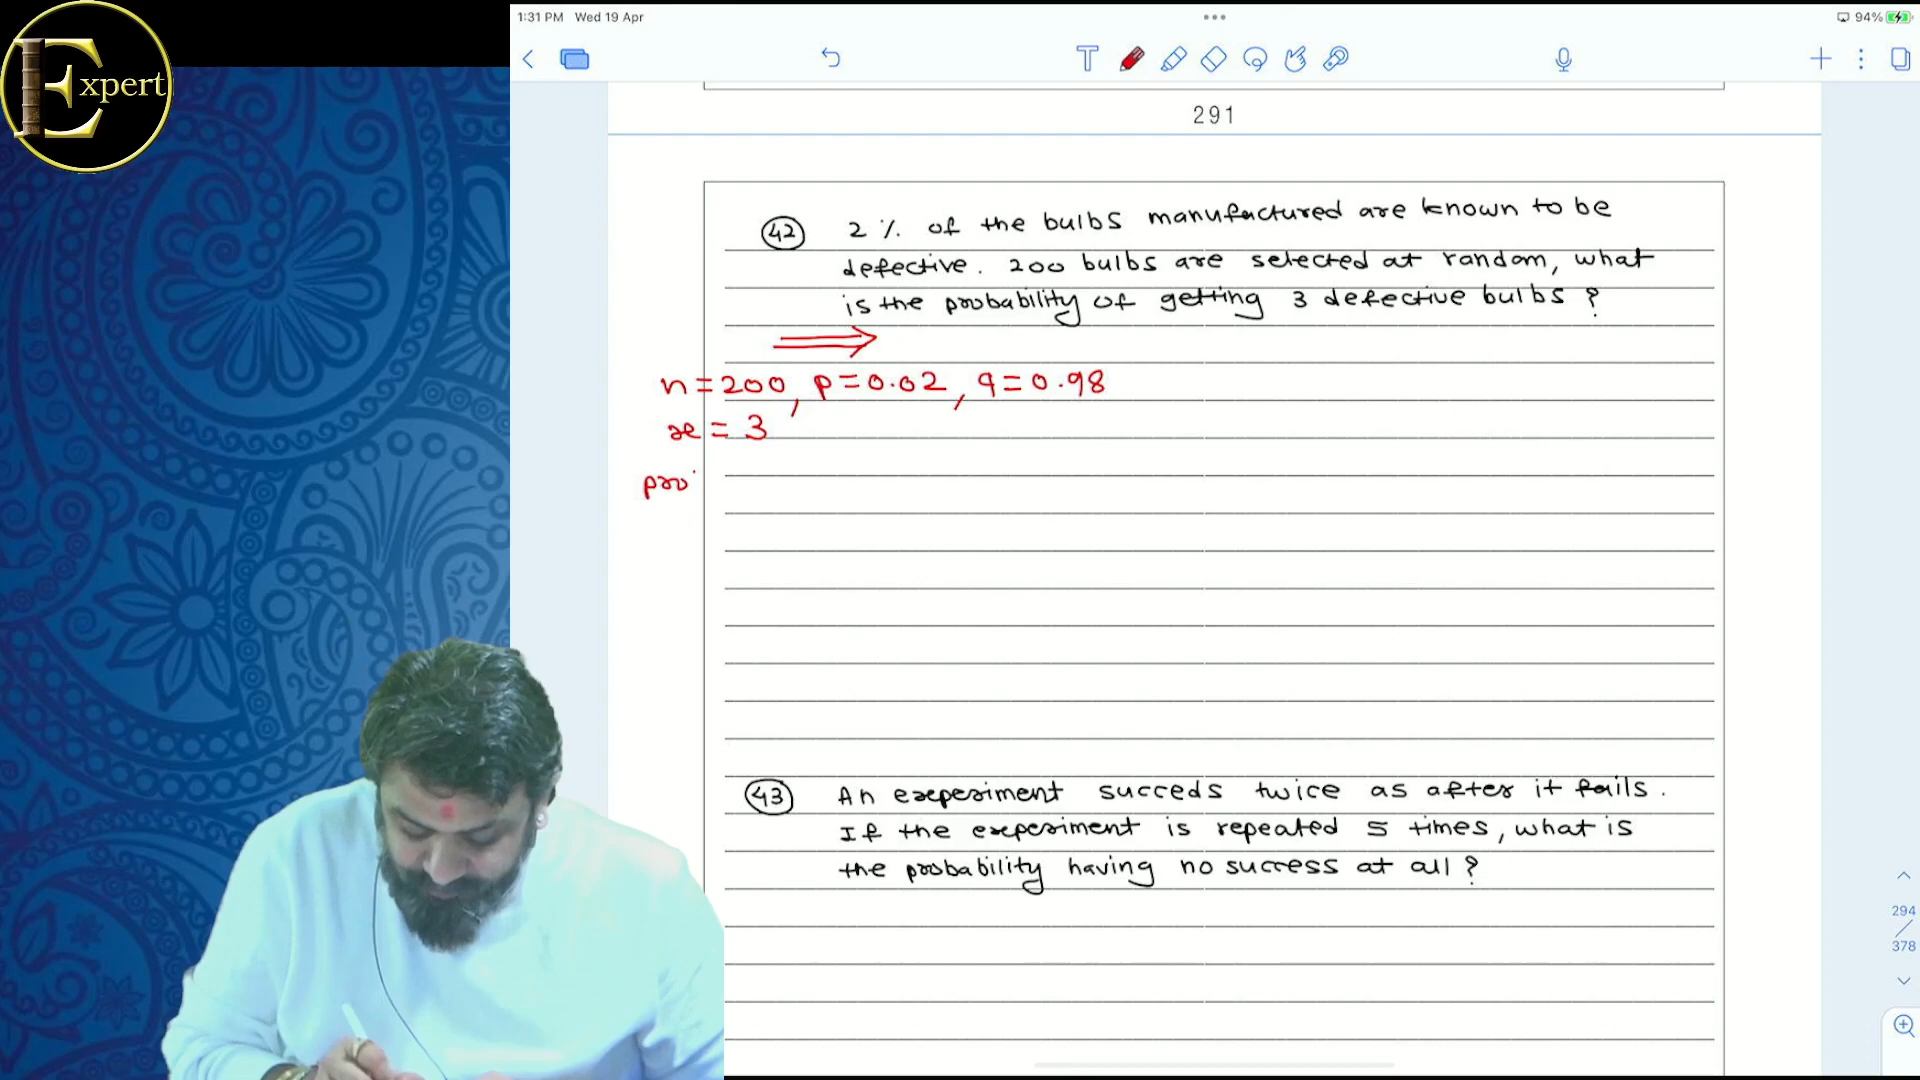 Expert
1:31 PM Wed 19 Apr
94%
291
42 2 % of the bulbs manufactured are known to be
defective. 200 bulbs are selected at random, what
is the probability of getting 3 defective bulbs ?
n = 200, p = 0.02, q = 0.98
x = 3
pro
43 An experiment succeds twice as after it fails.
If the experiment is repeated 5 times, what is
the probability having no success at all ?
294
378